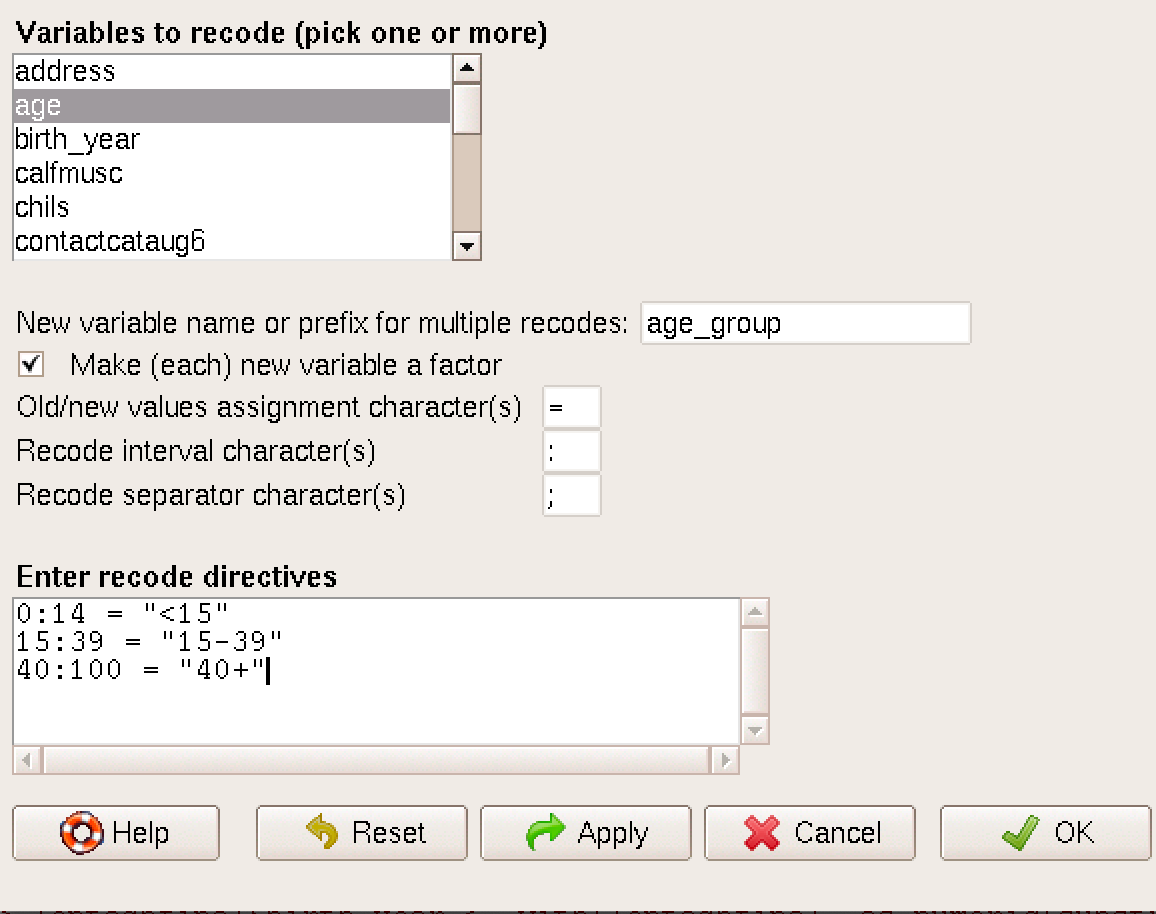 Variables to recode (pick one or more)
address
age
birth_year
calfmusc
chils
contactcataug6
New variable name or prefix for multiple recodes: age_group
Make (each) new variable a factor
Old/new values assignment character(s) =
Recode interval character(s) :
Recode separator character(s) ;
Enter recode directives
0:14 = "<15"
15:39 = "15-39"
40:100 = "40+"
Help Reset Apply Cancel OK